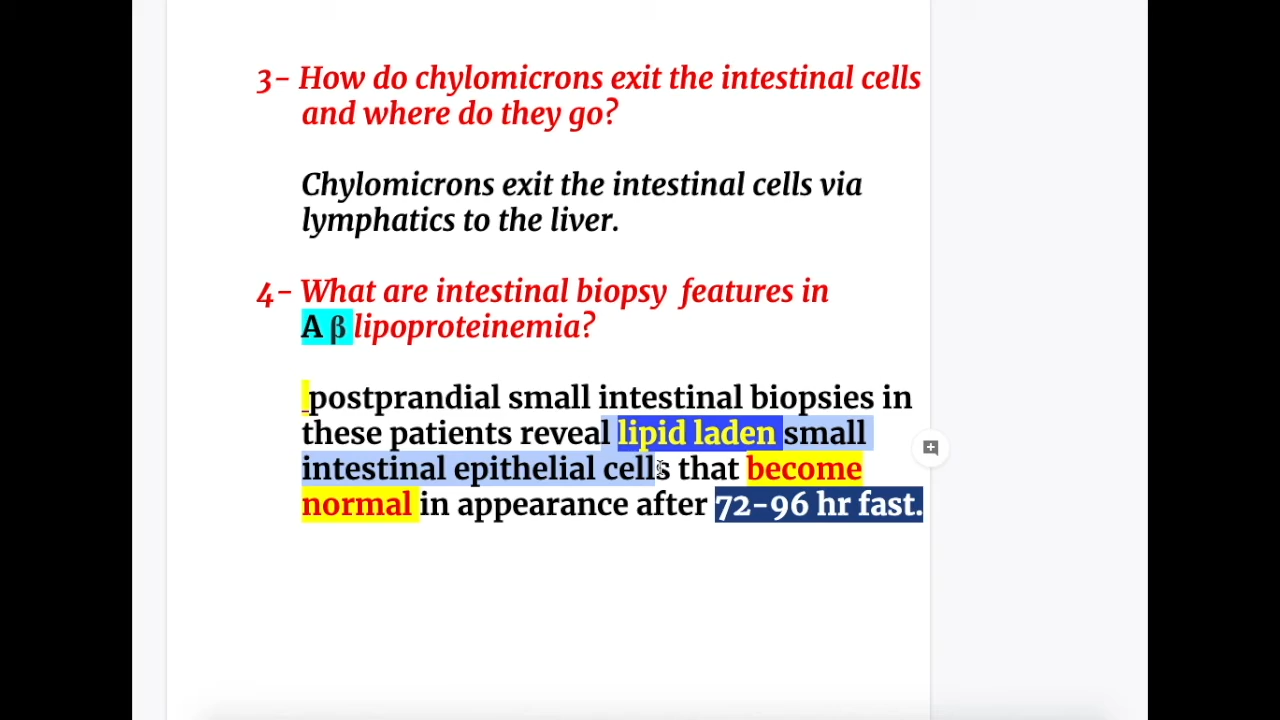 3- How do chylomicrons exit the intestinal cells
and where do they go?
Chylomicrons exit the intestinal cells via
lymphatics to the liver.
4- What are intestinal biopsy features in
A β lipoproteinemia?
_postprandial small intestinal biopsies in
these patients reveal lipid laden small
intestinal epithelial cells that become
normal in appearance after 72-96 hr fast.